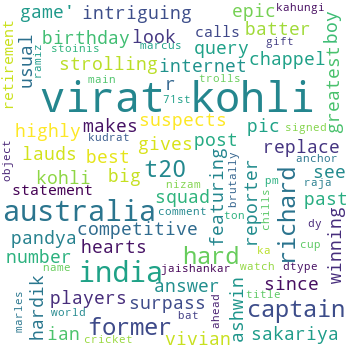 game' intriguing epic kahungi
retirement stoinis marcus gift boy
birthday look batter
ramiz usual query chappel
calls trolls internet greatest
strolling main 71st
virat kohli
kudrat r suspects signed
highly makes post pic replace
object lauds best gives anchor
kohli big t20 featuring reporter richard see
statement nizam brutally pm raja past
australia squad
competitive comment ton chills dy winning
pandya hearts hard since
number ka cup
name india jaishankar watch dtype
marles hardik players answer ashwin title
world surpass captain
former bat ahead
ian cricket vivian sakariya